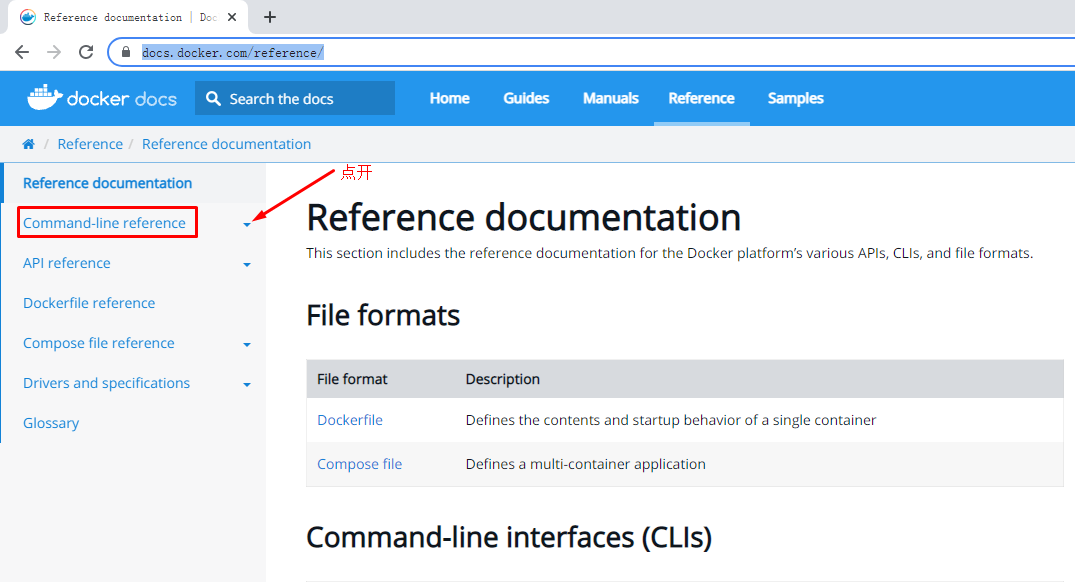 Reference documentation | Doc
docs.docker.com/reference/
docker docs
Search the docs
Home
Guides
Manuals
Reference
Samples
/ Reference / Reference documentation
点开
Reference documentation
Command-line reference
API reference
Dockerfile reference
Compose file reference
Drivers and specifications
Glossary
Reference documentation
This section includes the reference documentation for the Docker platform's various APIs, CLIs, and file formats.
File formats
File format Description
Dockerfile Defines the contents and startup behavior of a single container
Compose file Defines a multi-container application
Command-line interfaces (CLIs)